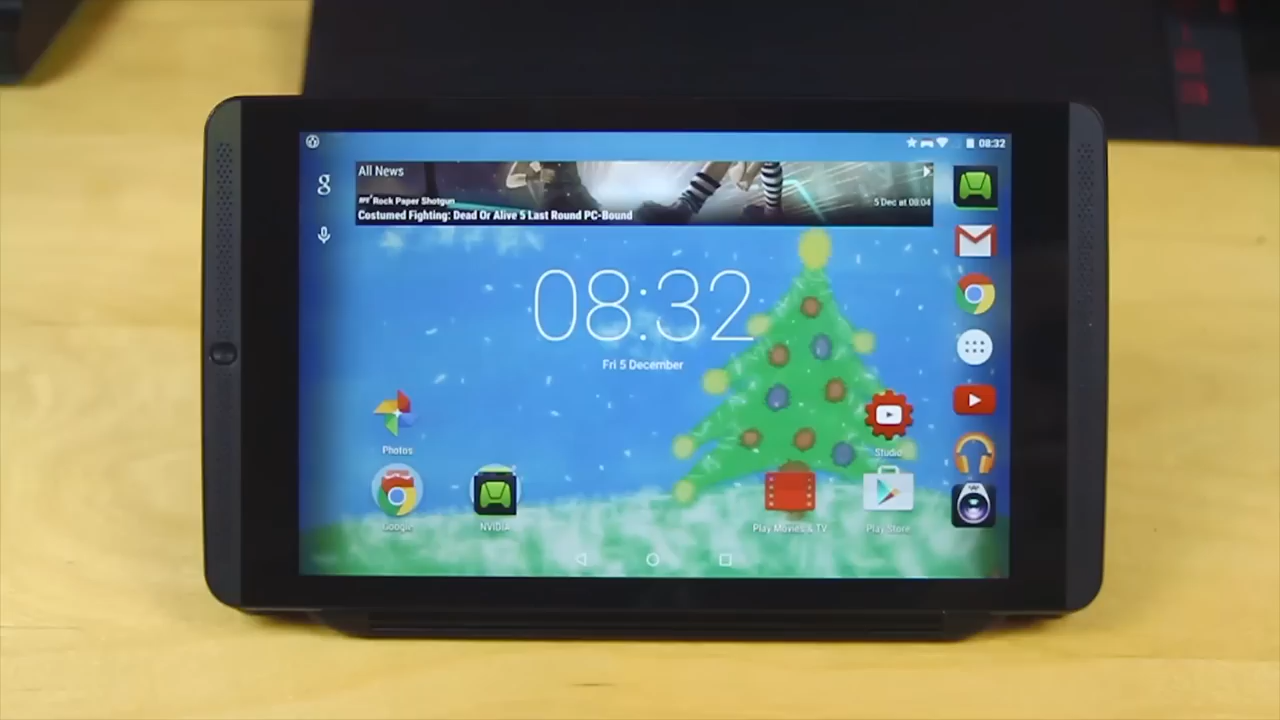 08:32
g
All News
Rock Paper Shotgun
5 Dec at 08:04
Costumed Fighting: Dead Or Alive 5 Last Round PC-Bound
08:32
Fri 5 December
Photos
Studio
Google
NVIDIA
Play Movies & TV
Play Store